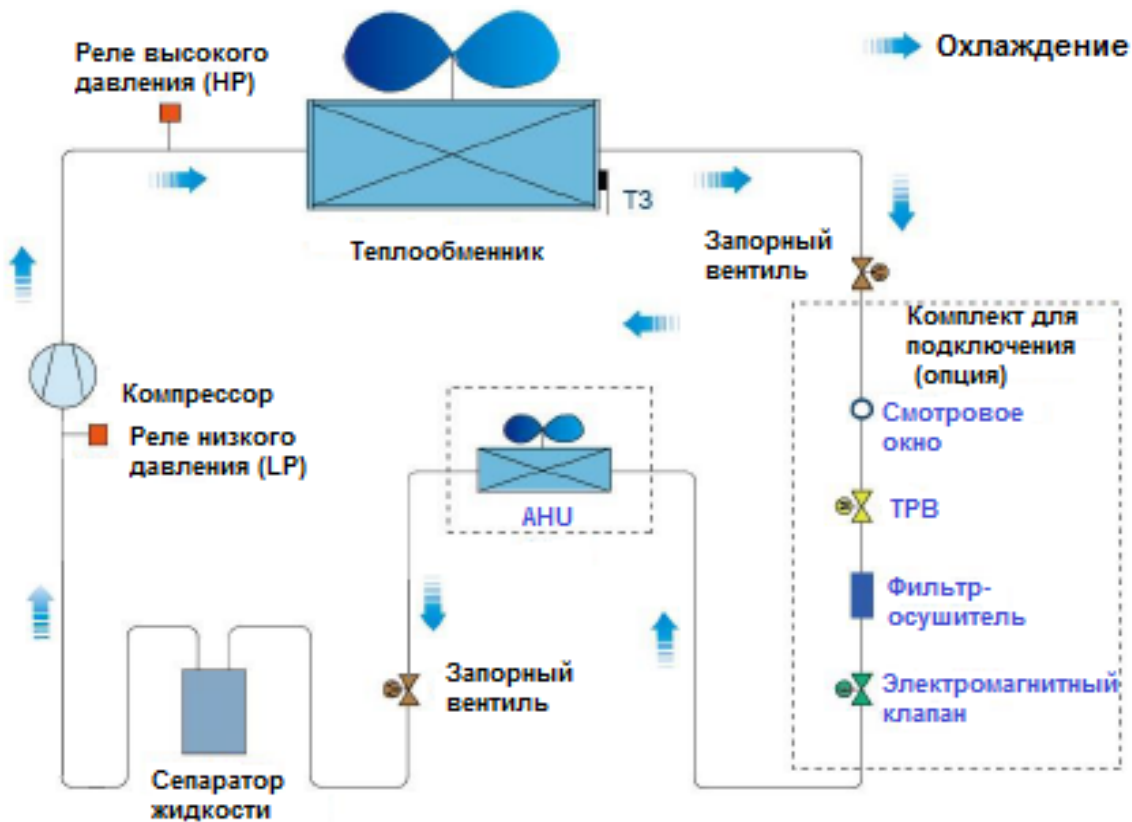 Реле высокого
давления (HP)
Охлаждение
T3
Теплообменник
Запорный
вентиль
Комплект для
подключения
(опция)
Компрессор
Реле низкого
давления (LP)
Смотровое
окно
AHU
ТРВ
Фильтр-
осушитель
Запорный
вентиль
Электромагнитный
клапан
Сепаратор
жидкости